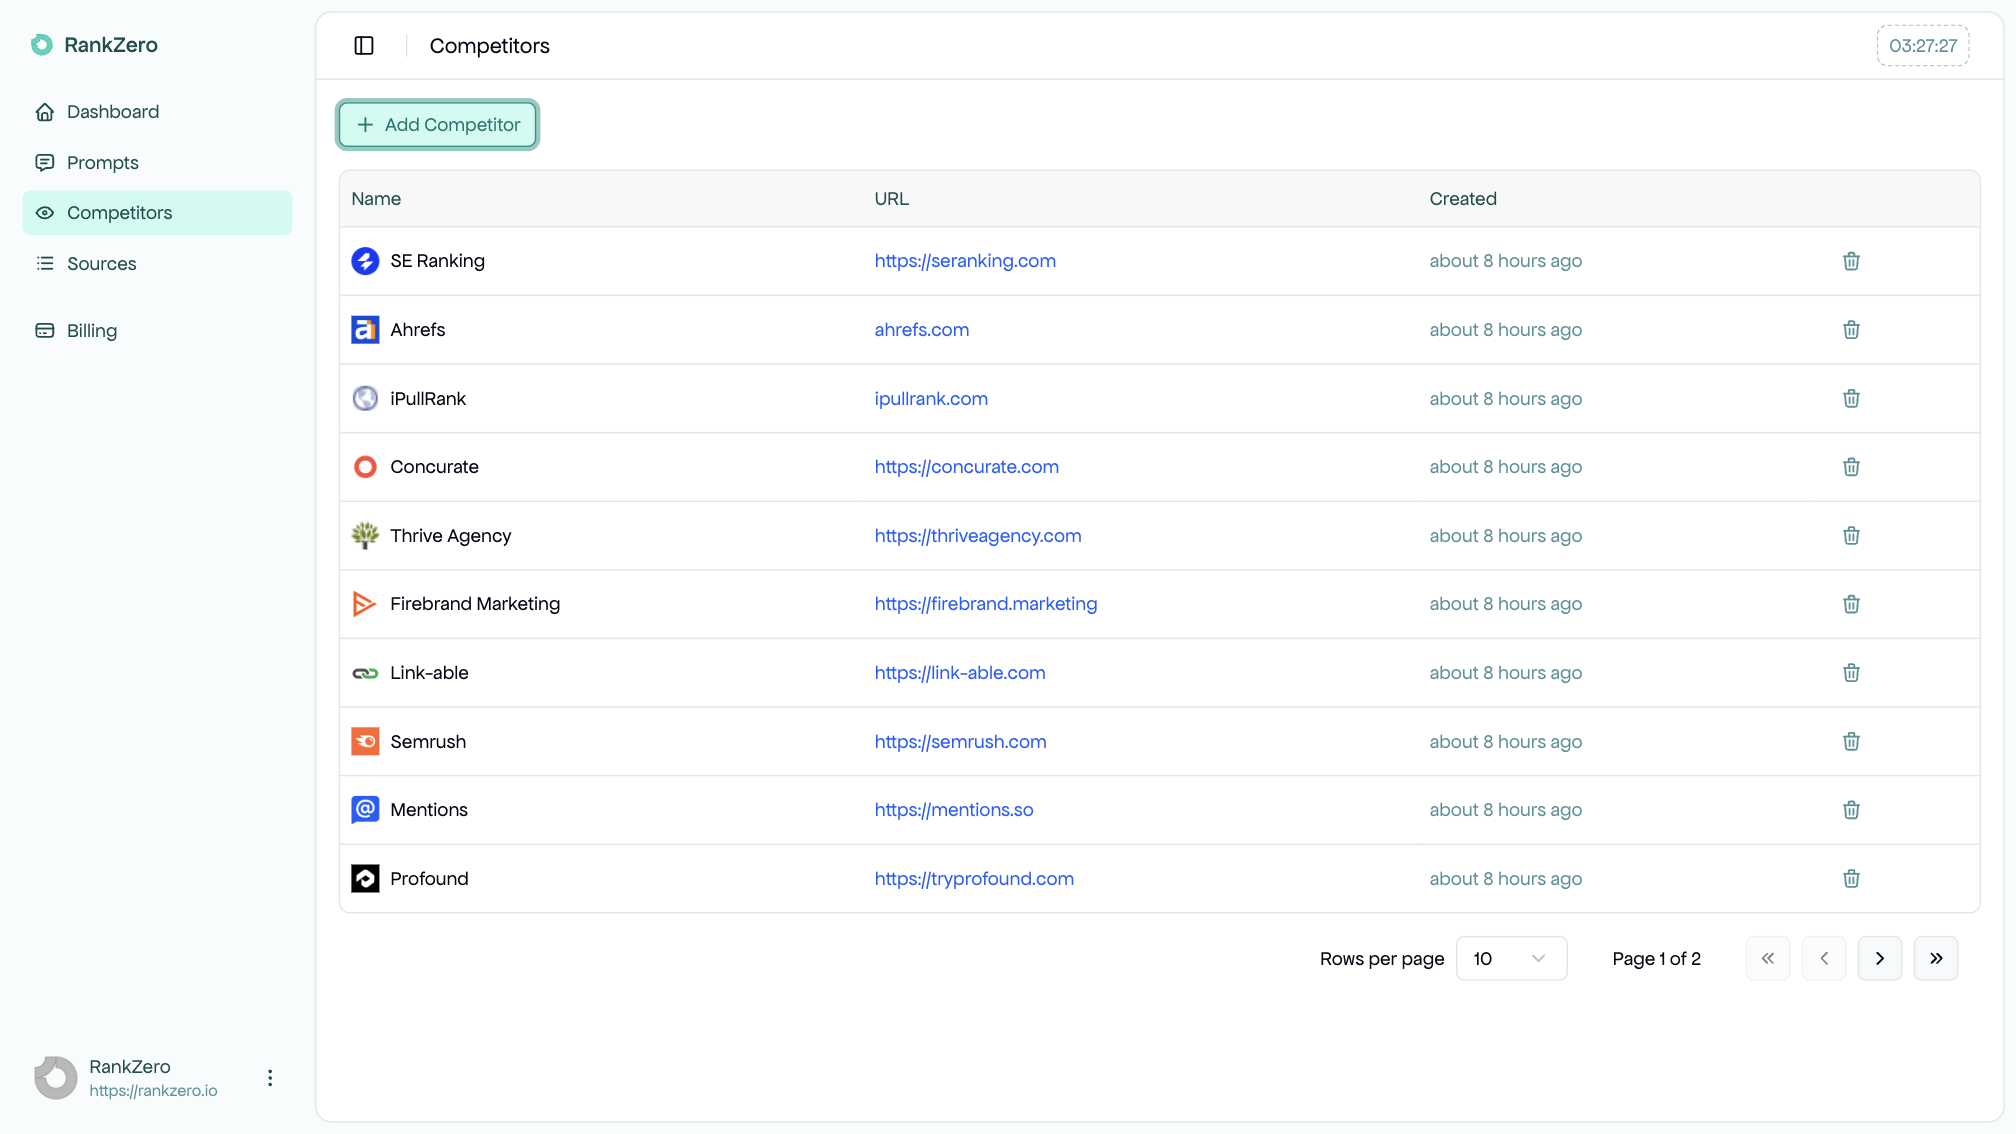 RankZero
Dashboard
Prompts
Competitors
Sources
Billing
RankZero
https://rankzero.io
Competitors
03:27:27
Add Competitor
Name URL Created
SE Ranking https://seranking.com about 8 hours ago
Ahrefs ahrefs.com about 8 hours ago
iPullRank ipullrank.com about 8 hours ago
Concurate https://concurate.com about 8 hours ago
Thrive Agency https://thriveagency.com about 8 hours ago
Firebrand Marketing https://firebrand.marketing about 8 hours ago
Link-able https://link-able.com about 8 hours ago
Semrush https://semrush.com about 8 hours ago
Mentions https://mentions.so about 8 hours ago
Profound https://tryprofound.com about 8 hours ago
Rows per page 10 Page 1 of 2